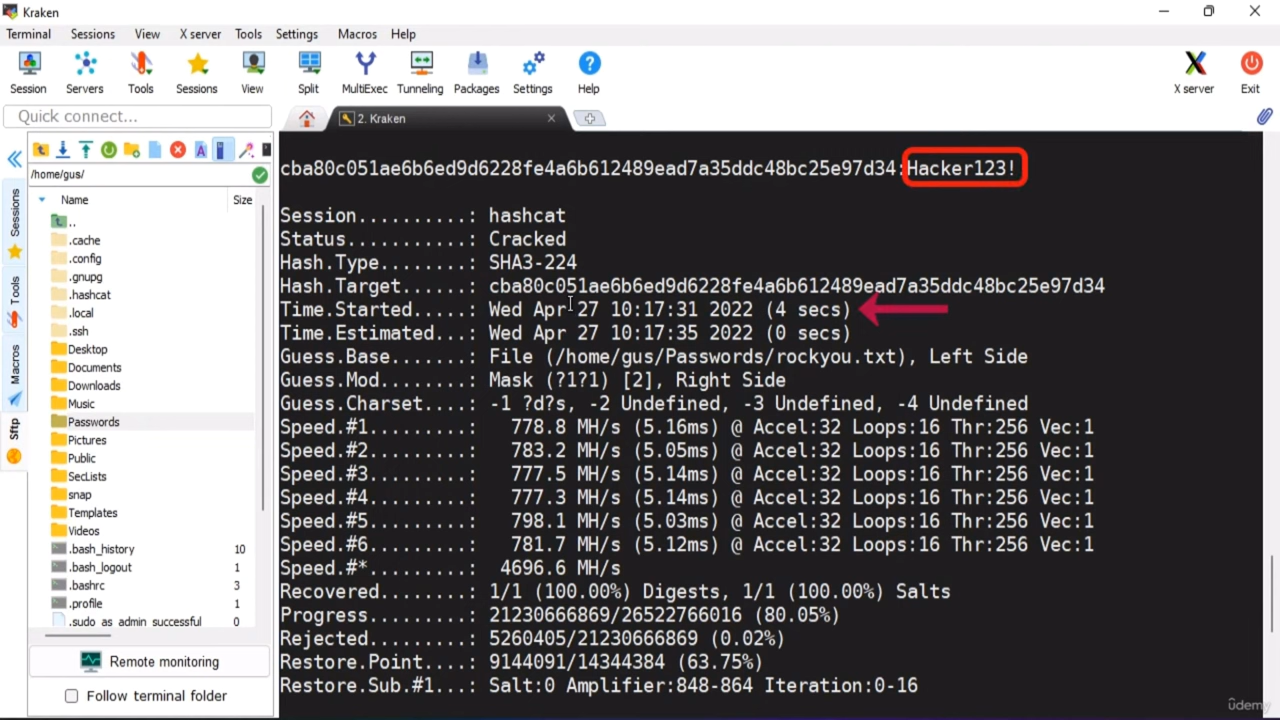 Kraken
Terminal Sessions View X server Tools Settings Macros Help
Session Servers Tools Sessions View Split MultiExec Tunneling Packages Settings Help X server Exit
Quick connect...
2. Kraken
/home/gus/
Name Size
..
.cache
.config
.gnupg
.hashcat
.local
.ssh
Desktop
Documents
Downloads
Music
Passwords
Pictures
Public
SecLists
snap
Templates
Videos
.bash_history 10
.bash_logout 1
.bashrc 3
.profile 1
.sudo_as_admin_successful 0
Remote monitoring
Follow terminal folder
Sessions
Tools
Macros
Sftp
cba80c051ae6b6ed9d6228fe4a6b612489ead7a35ddc48bc25e97d34:Hacker123!
Session..........: hashcat
Status...........: Cracked
Hash.Type........: SHA3-224
Hash.Target......: cba80c051ae6b6ed9d6228fe4a6b612489ead7a35ddc48bc25e97d34
Time.Started.....: Wed Apr 27 10:17:31 2022 (4 secs)
Time.Estimated...: Wed Apr 27 10:17:35 2022 (0 secs)
Guess.Base.......: File (/home/gus/Passwords/rockyou.txt), Left Side
Guess.Mod........: Mask (?1?1) [2], Right Side
Guess.Charset....: -1 ?d?s, -2 Undefined, -3 Undefined, -4 Undefined
Speed.#1.........: 778.8 MH/s (5.16ms) @ Accel:32 Loops:16 Thr:256 Vec:1
Speed.#2.........: 783.2 MH/s (5.05ms) @ Accel:32 Loops:16 Thr:256 Vec:1
Speed.#3.........: 777.5 MH/s (5.14ms) @ Accel:32 Loops:16 Thr:256 Vec:1
Speed.#4.........: 777.3 MH/s (5.14ms) @ Accel:32 Loops:16 Thr:256 Vec:1
Speed.#5.........: 798.1 MH/s (5.03ms) @ Accel:32 Loops:16 Thr:256 Vec:1
Speed.#6.........: 781.7 MH/s (5.12ms) @ Accel:32 Loops:16 Thr:256 Vec:1
Speed.#*.........: 4696.6 MH/s
Recovered........: 1/1 (100.00%) Digests, 1/1 (100.00%) Salts
Progress.........: 21230666869/26522766016 (80.05%)
Rejected.........: 5260405/21230666869 (0.02%)
Restore.Point....: 9144091/14344384 (63.75%)
Restore.Sub.#1...: Salt:0 Amplifier:848-864 Iteration:0-16
ûdemy